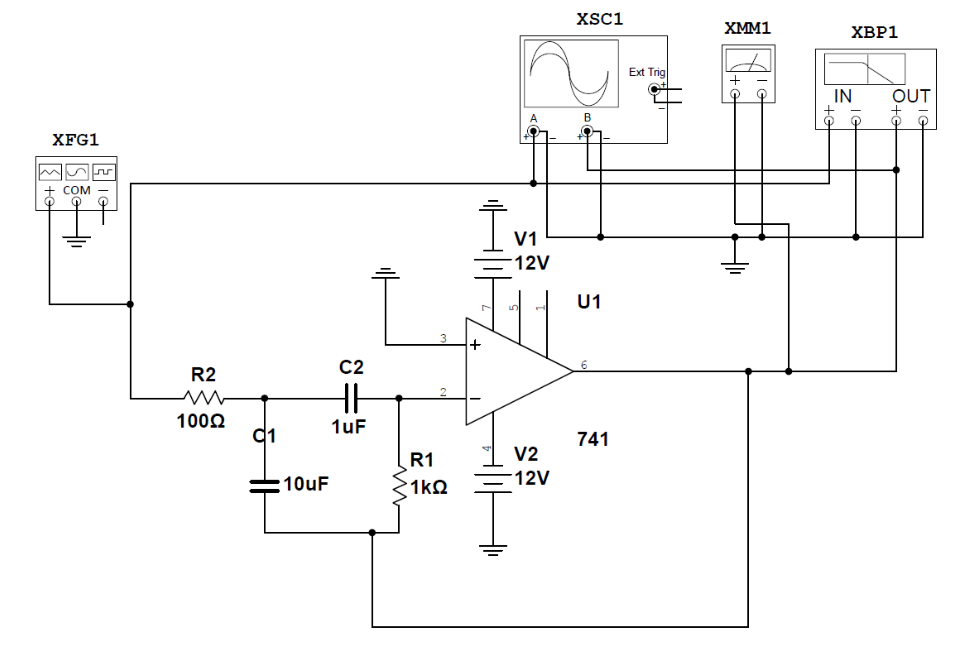 XSC1
XMM1
XBP1
Ext Trig
+
−
+ −
IN OUT
+ − + −
A B
+ − + −
XFG1
+ COM −
V1
12V
7 5 1
U1
3
+
6
R2
100Ω
C2
1uF
2
−
C1
10uF
R1
1kΩ
4
V2
12V
741